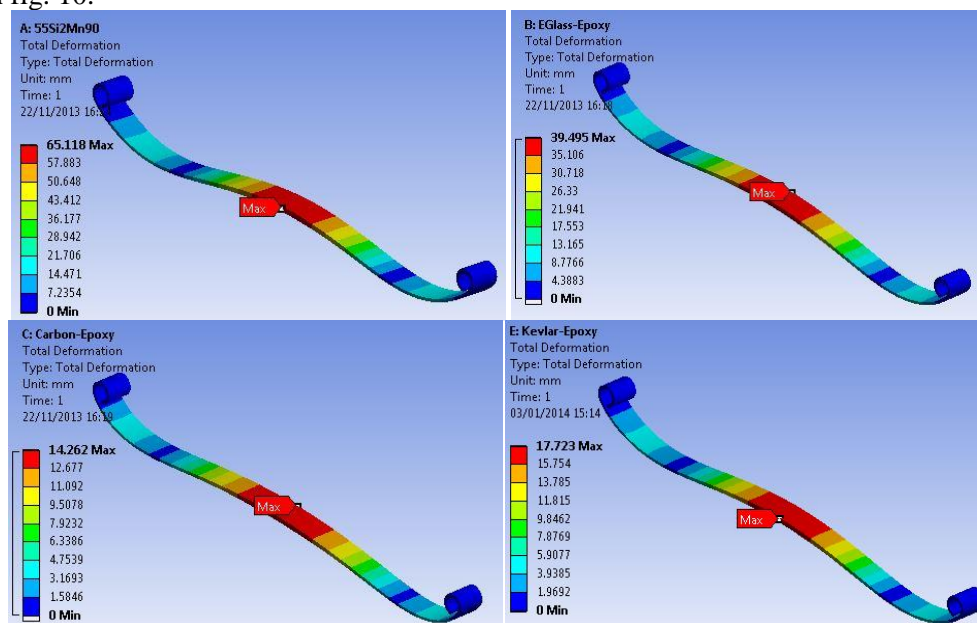 A: 55Si2Mn90
Total Deformation
Type: Total Deformation
Unit: mm
Time: 1
22/11/2013
65.118 Max
57.883
50.648
43.412
36.177
28.942
21.706
14.471
7.2354
0 Min
Max
B: EGlass-Epoxy
Total Deformation
Type: Total Deformation
Unit: mm
Time: 1
22/11/2013
39.495 Max
35.106
30.718
26.33
21.941
17.553
13.165
8.7766
4.3883
0 Min
Max
C: Carbon-Epoxy
Total Deformation
Type: Total Deformation
Unit: mm
Time: 1
22/11/2013
14.262 Max
12.677
11.092
9.5078
7.9232
6.3386
4.7539
3.1693
1.5846
0 Min
Max
E: Kevlar-Epoxy
Total Deformation
Type: Total Deformation
Unit: mm
Time: 1
03/01/2014 15:14
17.723 Max
15.754
13.785
11.815
9.8462
7.8769
5.9077
3.9385
1.9692
0 Min
Max